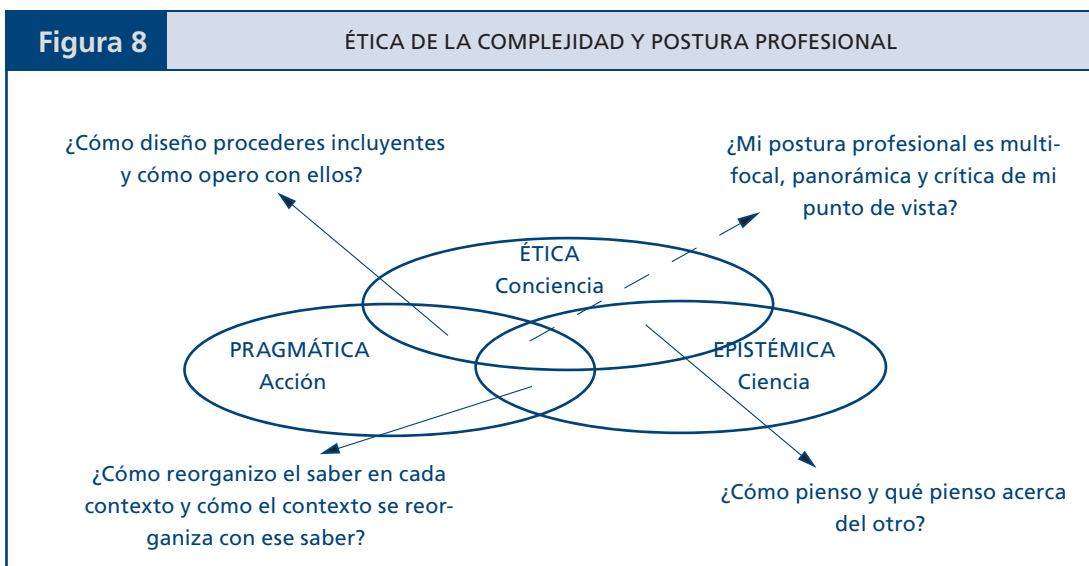 Figura 8
ÉTICA DE LA COMPLEJIDAD Y POSTURA PROFESIONAL
¿Cómo diseño procederes incluyentes
y cómo opero con ellos?
¿Mi postura profesional es multi-
focal, panorámica y crítica de mi
punto de vista?
ÉTICA
Conciencia
PRAGMÁTICA
Acción
EPISTÉMICA
Ciencia
¿Cómo reorganizo el saber en cada
contexto y cómo el contexto se reor-
ganiza con ese saber?
¿Cómo pienso y qué pienso acerca
del otro?